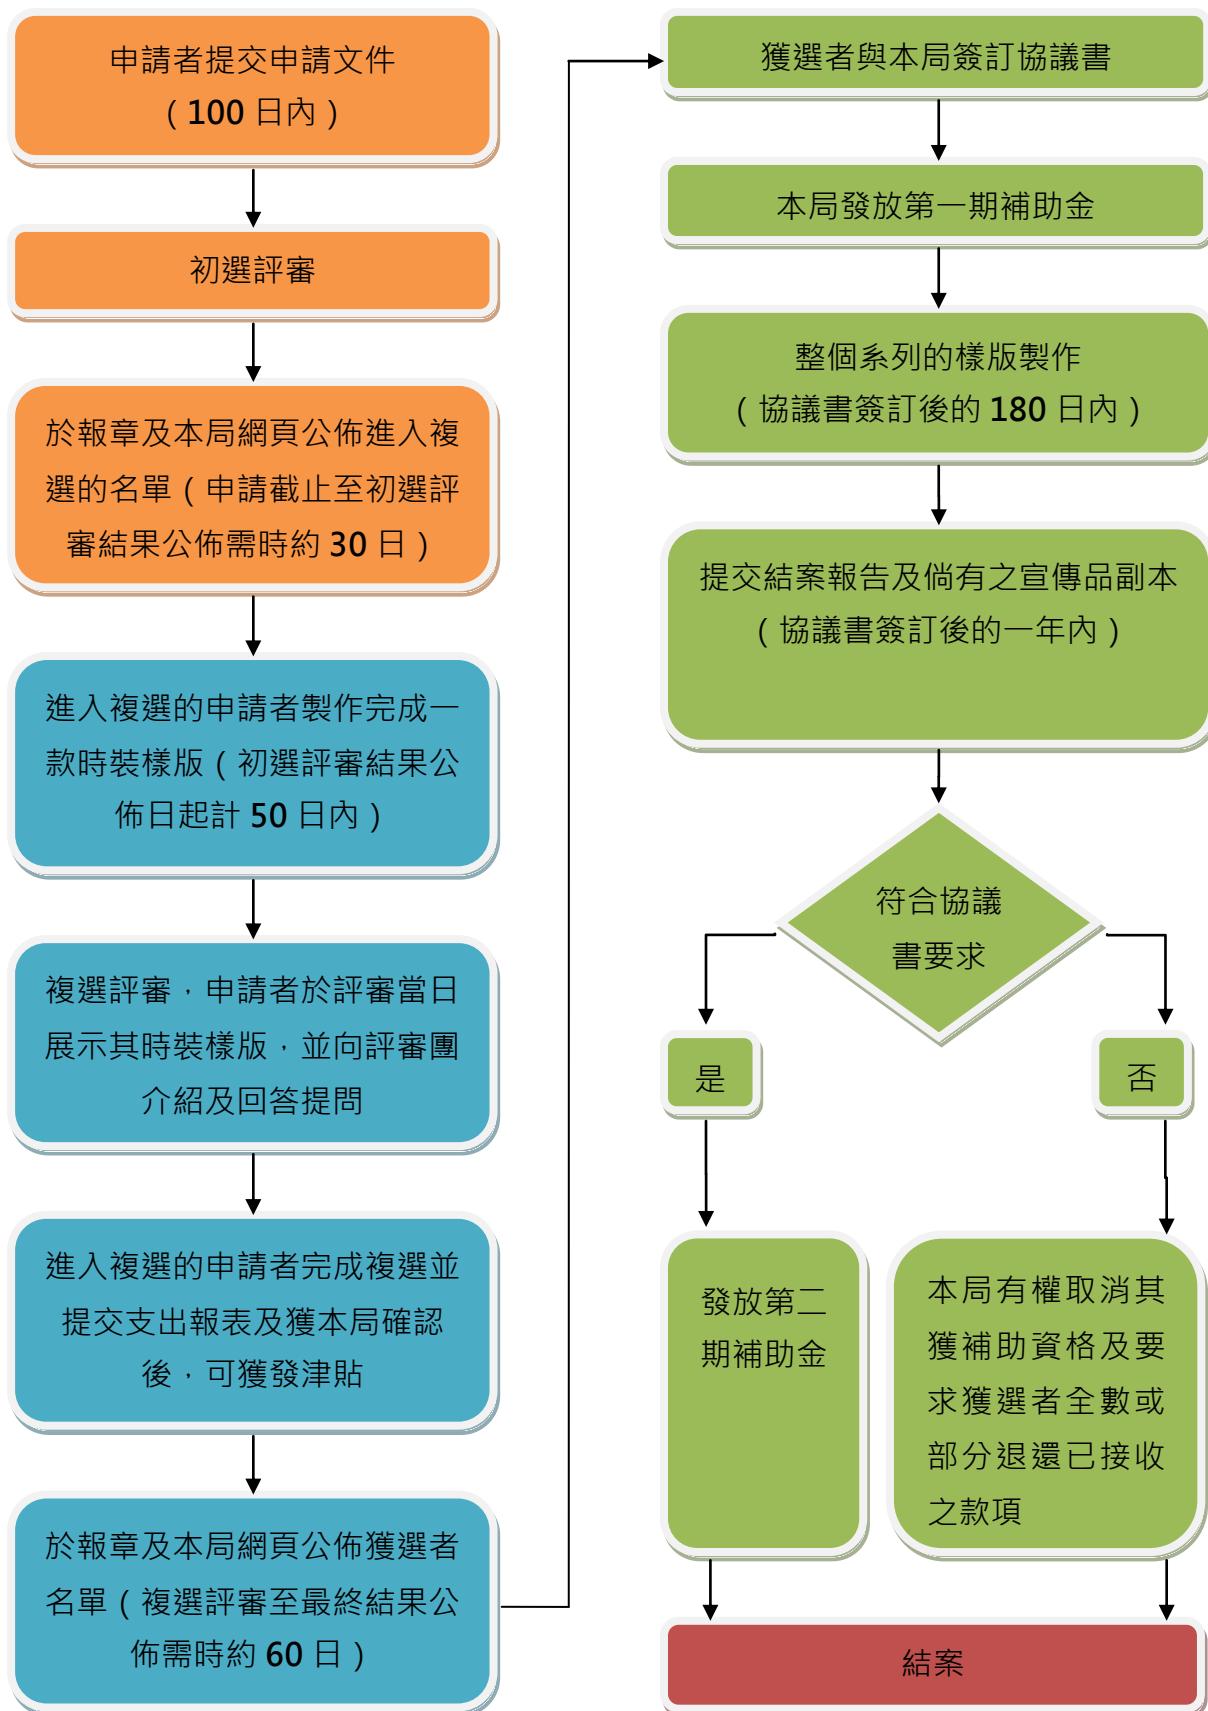 申請者提交申請文件
（100 日內）
初選評審
於報章及本局網頁公佈進入複
選的名單（申請截止至初選評
審結果公佈需時約 30 日）
進入複選的申請者製作完成一
款時裝樣版（初選評審結果公
佈日起計 50 日內）
複選評審，申請者於評審當日
展示其時裝樣版，並向評審團
介紹及回答提問
進入複選的申請者完成複選並
提交支出報表及獲本局確認
後，可獲發津貼
於報章及本局網頁公佈獲選者
名單（複選評審至最終結果公
佈需時約 60 日）
獲選者與本局簽訂協議書
本局發放第一期補助金
整個系列的樣版製作
（協議書簽訂後的 180 日內）
提交結案報告及倘有之宣傳品副本
（協議書簽訂後的一年內）
符合協議
書要求
是
否
發放第二
期補助金
本局有權取消其
獲補助資格及要
求獲選者全數或
部分退還已接收
之款項
結案